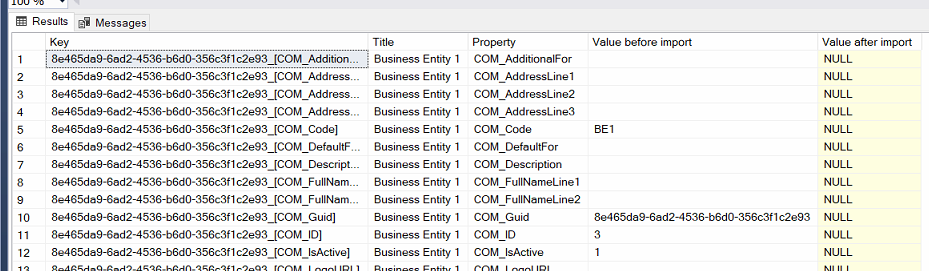 100 %
Results Messages
Key Title Property Value before import Value after import
1 8e465da9-6ad2-4536-b6d0-356c3f1c2e93_[COM_Addition... Business Entity 1 COM_AdditionalFor NULL
2 8e465da9-6ad2-4536-b6d0-356c3f1c2e93_[COM_Address... Business Entity 1 COM_AddressLine1 NULL
3 8e465da9-6ad2-4536-b6d0-356c3f1c2e93_[COM_Address... Business Entity 1 COM_AddressLine2 NULL
4 8e465da9-6ad2-4536-b6d0-356c3f1c2e93_[COM_Address... Business Entity 1 COM_AddressLine3 NULL
5 8e465da9-6ad2-4536-b6d0-356c3f1c2e93_[COM_Code] Business Entity 1 COM_Code BE1 NULL
6 8e465da9-6ad2-4536-b6d0-356c3f1c2e93_[COM_DefaultF... Business Entity 1 COM_DefaultFor NULL
7 8e465da9-6ad2-4536-b6d0-356c3f1c2e93_[COM_Descript... Business Entity 1 COM_Description NULL
8 8e465da9-6ad2-4536-b6d0-356c3f1c2e93_[COM_FullNam... Business Entity 1 COM_FullNameLine1 NULL
9 8e465da9-6ad2-4536-b6d0-356c3f1c2e93_[COM_FullNam... Business Entity 1 COM_FullNameLine2 NULL
10 8e465da9-6ad2-4536-b6d0-356c3f1c2e93_[COM_Guid] Business Entity 1 COM_Guid 8e465da9-6ad2-4536-b6d0-356c3f1c2e93 NULL
11 8e465da9-6ad2-4536-b6d0-356c3f1c2e93_[COM_ID] Business Entity 1 COM_ID 3 NULL
12 8e465da9-6ad2-4536-b6d0-356c3f1c2e93_[COM_IsActive] Business Entity 1 COM_IsActive 1 NULL
13 8e465da9-6ad2-4536-b6d0-356c3f1c2e93_[COM_LogoURL] Business Entity 1 COM_LogoURL NULL